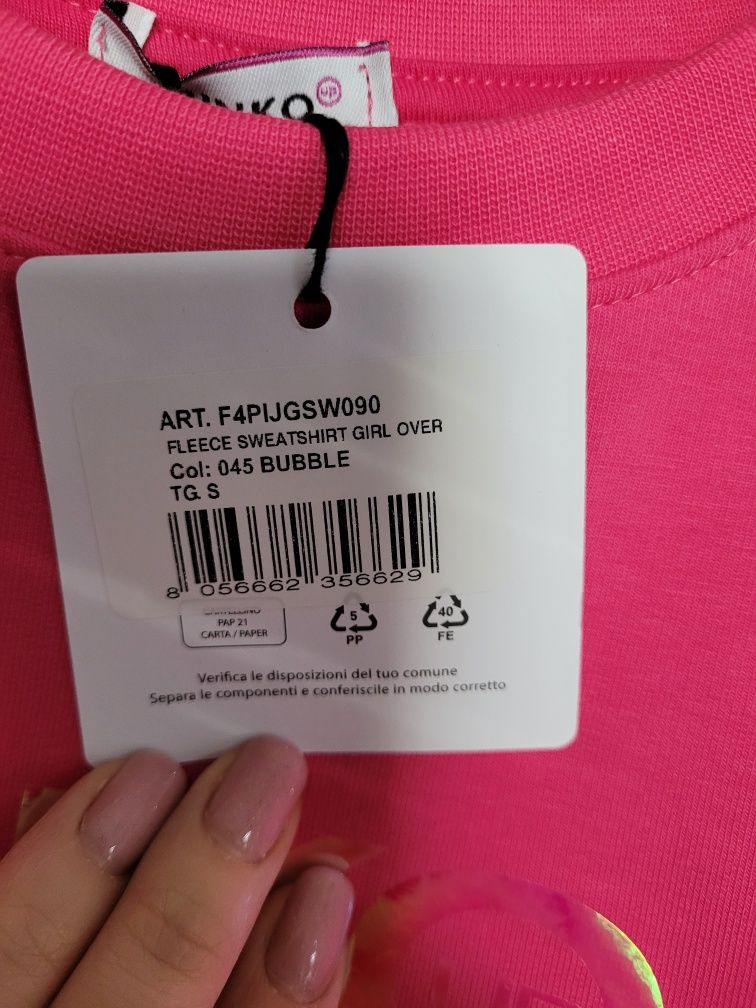 up
ART. F4PIJGSW090
FLEECE SWEATSHIRT GIRL OVER
Col: 045 BUBBLE
TG. S
8 056662 356629
PAP 21
CARTA / PAPER
5
PP
40
FE
Verifica le disposizioni del tuo comune
Separa le componenti e conferiscile in modo corretto